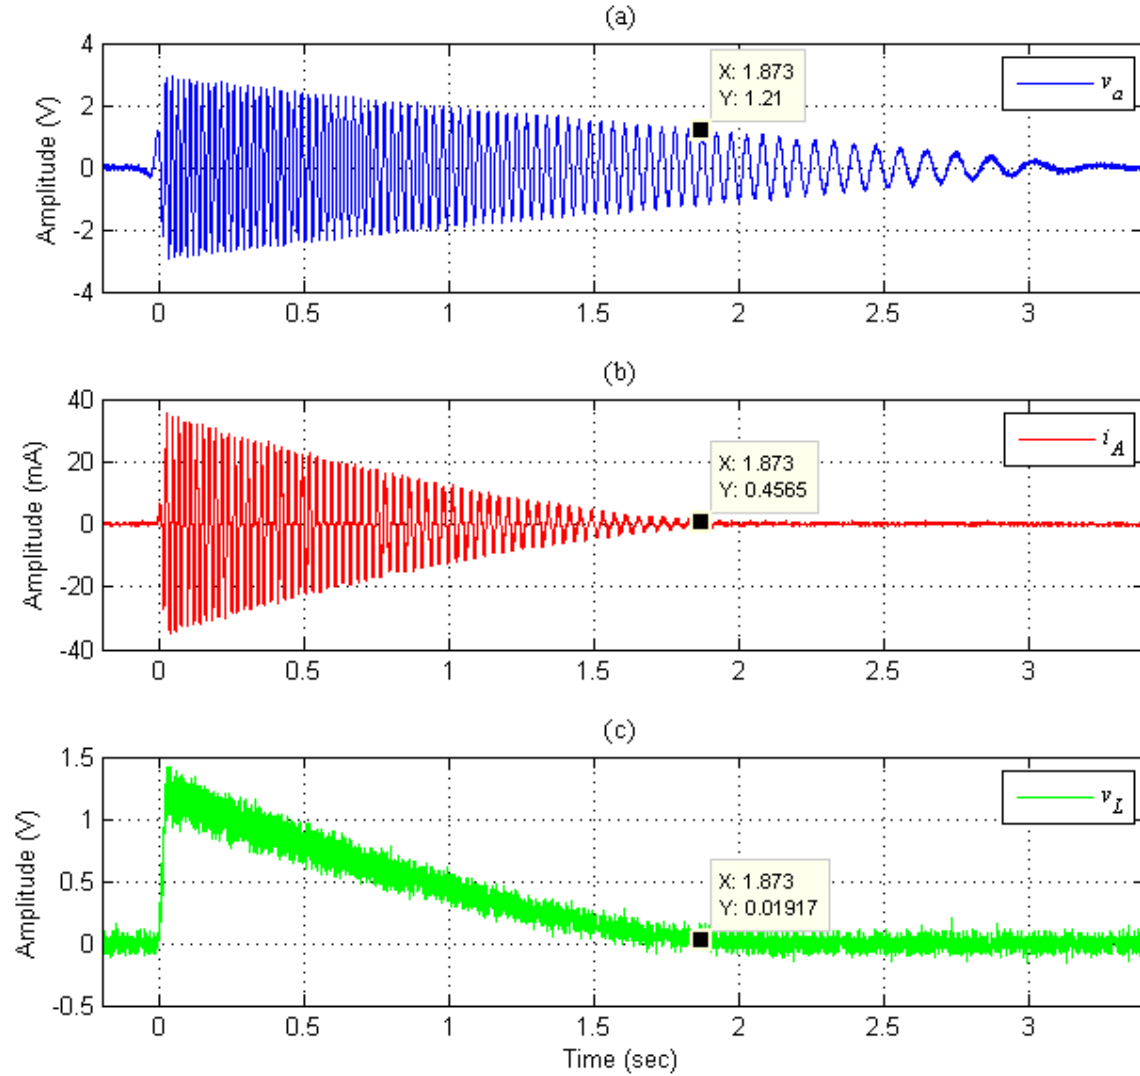 (a)
4
2
0
-2
-4
Amplitude (V)
X: 1.873
Y: 1.21
v_a
0 0.5 1 1.5 2 2.5 3
(b)
40
20
0
-20
-40
Amplitude (mA)
X: 1.873
Y: 0.4565
i_A
0 0.5 1 1.5 2 2.5 3
(c)
1.5
1
0.5
0
-0.5
Amplitude (V)
X: 1.873
Y: 0.01917
v_L
0 0.5 1 1.5 2 2.5 3
Time (sec)